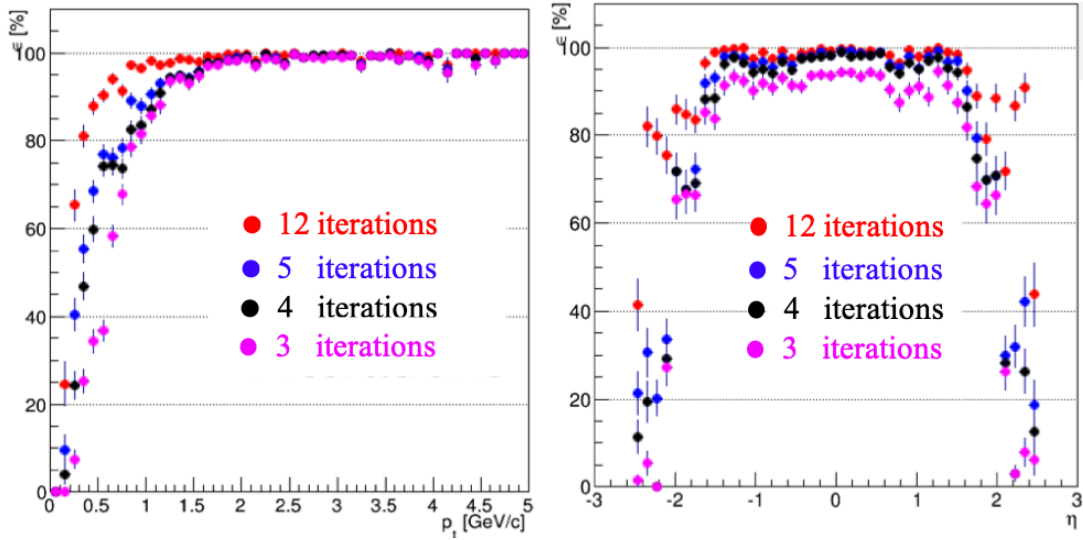 ε [%]
100
80
60
40
20
0
0 0.5 1 1.5 2 2.5 3 3.5 4 4.5 5
p_t [GeV/c]
12 iterations
5 iterations
4 iterations
3 iterations
ε [%]
100
80
60
40
20
0
-3 -2 -1 0 1 2 3
η
12 iterations
5 iterations
4 iterations
3 iterations